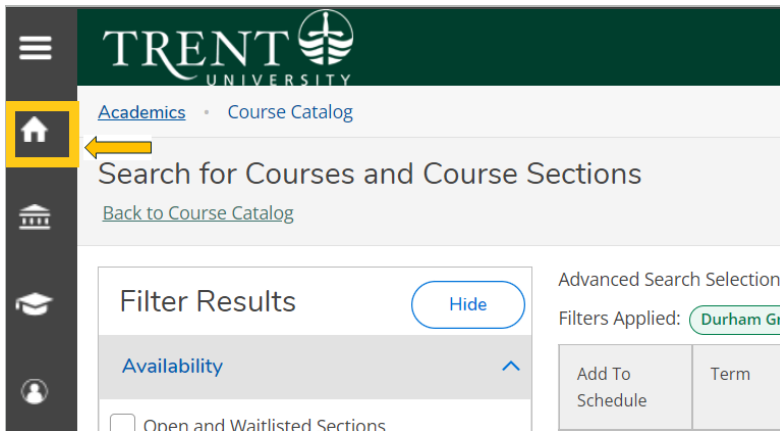 TRENT
UNIVERSITY
Academics • Course Catalog
Search for Courses and Course Sections
Back to Course Catalog
Filter Results
Hide
Availability
Open and Waitlisted Sections
Advanced Search Selection
Filters Applied: Durham Gr
Add To
Schedule
Term